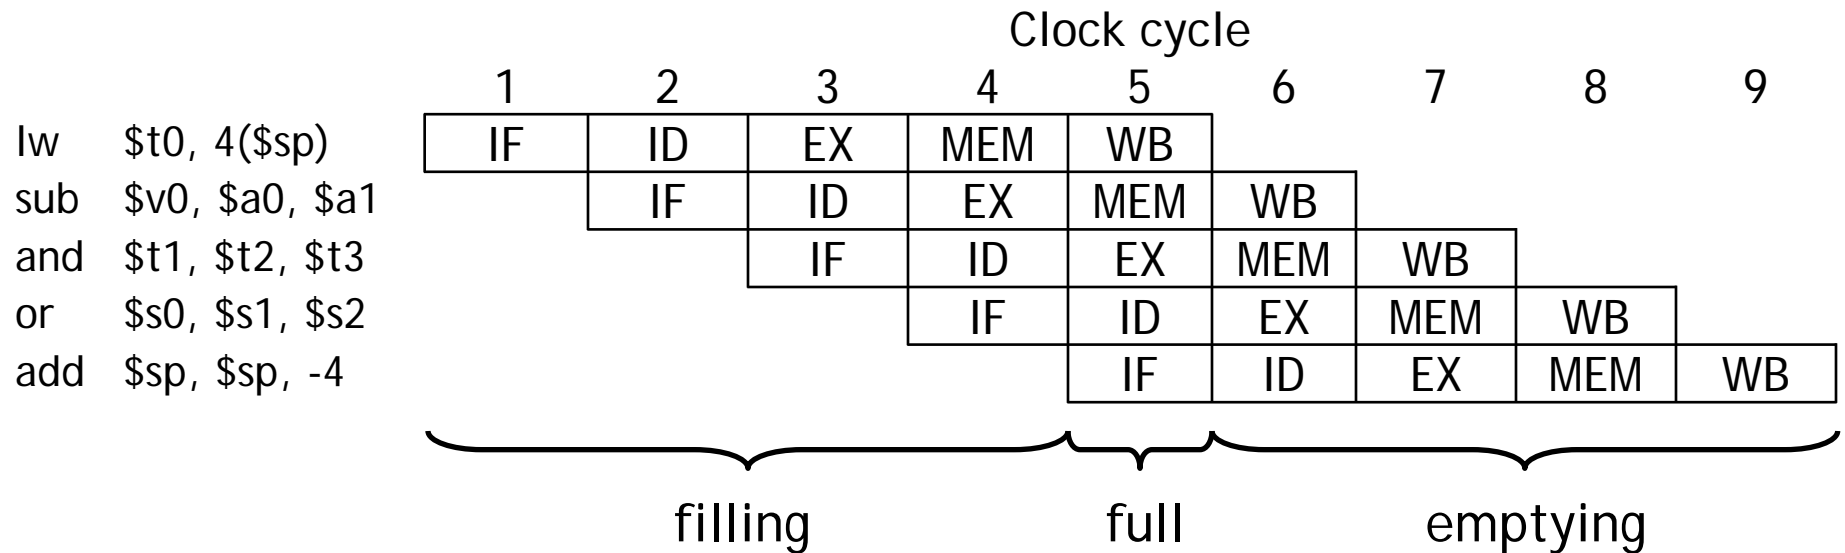 Clock cycle
1 2 3 4 5 6 7 8 9
lw $t0, 4($sp) IF ID EX MEM WB
sub $v0, $a0, $a1 IF ID EX MEM WB
and $t1, $t2, $t3 IF ID EX MEM WB
or $s0, $s1, $s2 IF ID EX MEM WB
add $sp, $sp, -4 IF ID EX MEM WB
filling full emptying